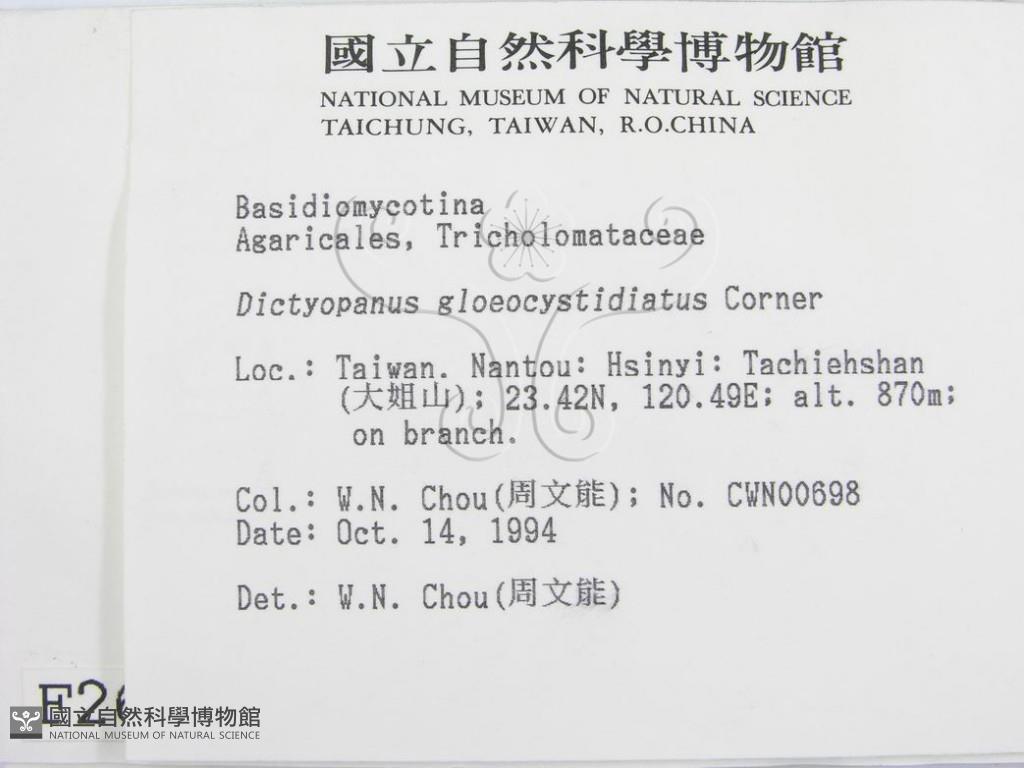 國立自然科學博物館
NATIONAL MUSEUM OF NATURAL SCIENCE
TAICHUNG, TAIWAN, R.O.CHINA
Basidiomycotina
Agaricales, Tricholomataceae
Dictyopanus gloeocystidiatus Corner
Loc.: Taiwan. Nantou: Hsinyi: Tachiehshan
(大姐山); 23.42N, 120.49E; alt. 870m;
on branch.
Col.: W.N. Chou(周文能); No. CWN00698
Date: Oct. 14, 1994
Det.: W.N. Chou(周文能)
國立自然科學博物館
NATIONAL MUSEUM OF NATURAL SCIENCE